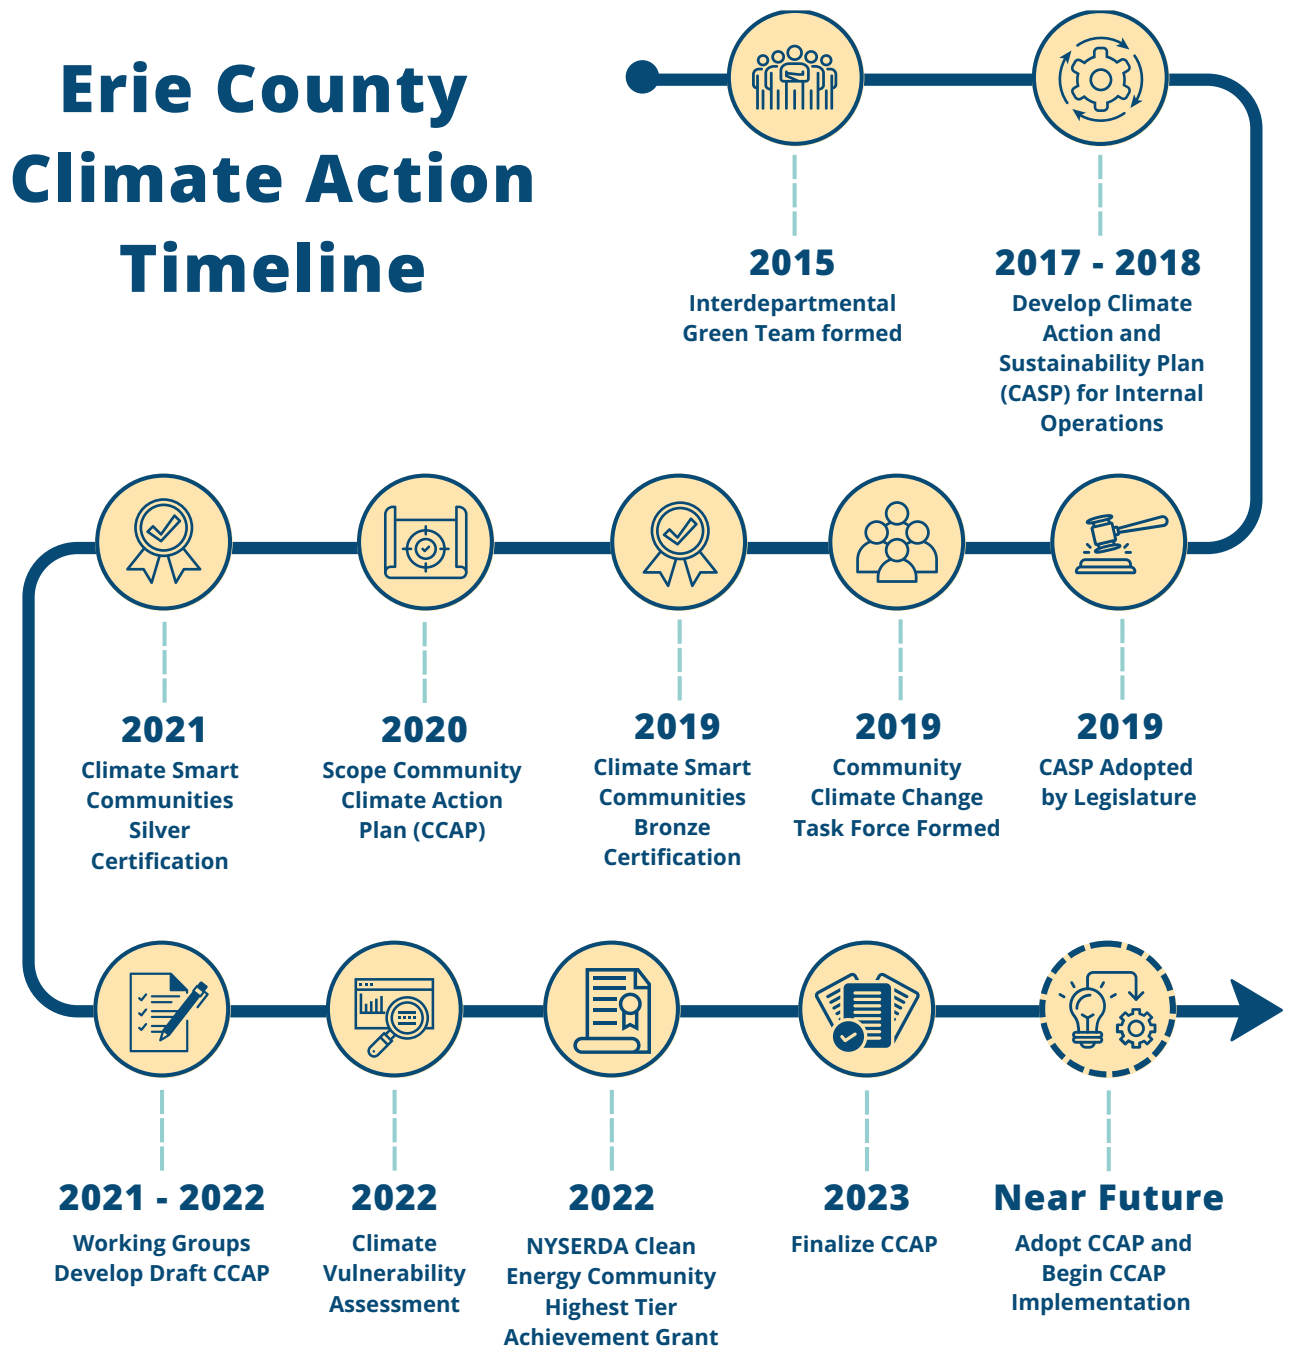 Erie County
Climate Action
Timeline
2015
Interdepartmental
Green Team formed
2017 - 2018
Develop Climate
Action and
Sustainability Plan
(CASP) for Internal
Operations
2019
CASP Adopted
by Legislature
2019
Community
Climate Change
Task Force Formed
2019
Climate Smart
Communities
Bronze
Certification
2020
Scope Community
Climate Action
Plan (CCAP)
2021
Climate Smart
Communities
Silver
Certification
2021 - 2022
Working Groups
Develop Draft CCAP
2022
Climate
Vulnerability
Assessment
2022
NYSERDA Clean
Energy Community
Highest Tier
Achievement Grant
2023
Finalize CCAP
Near Future
Adopt CCAP and
Begin CCAP
Implementation